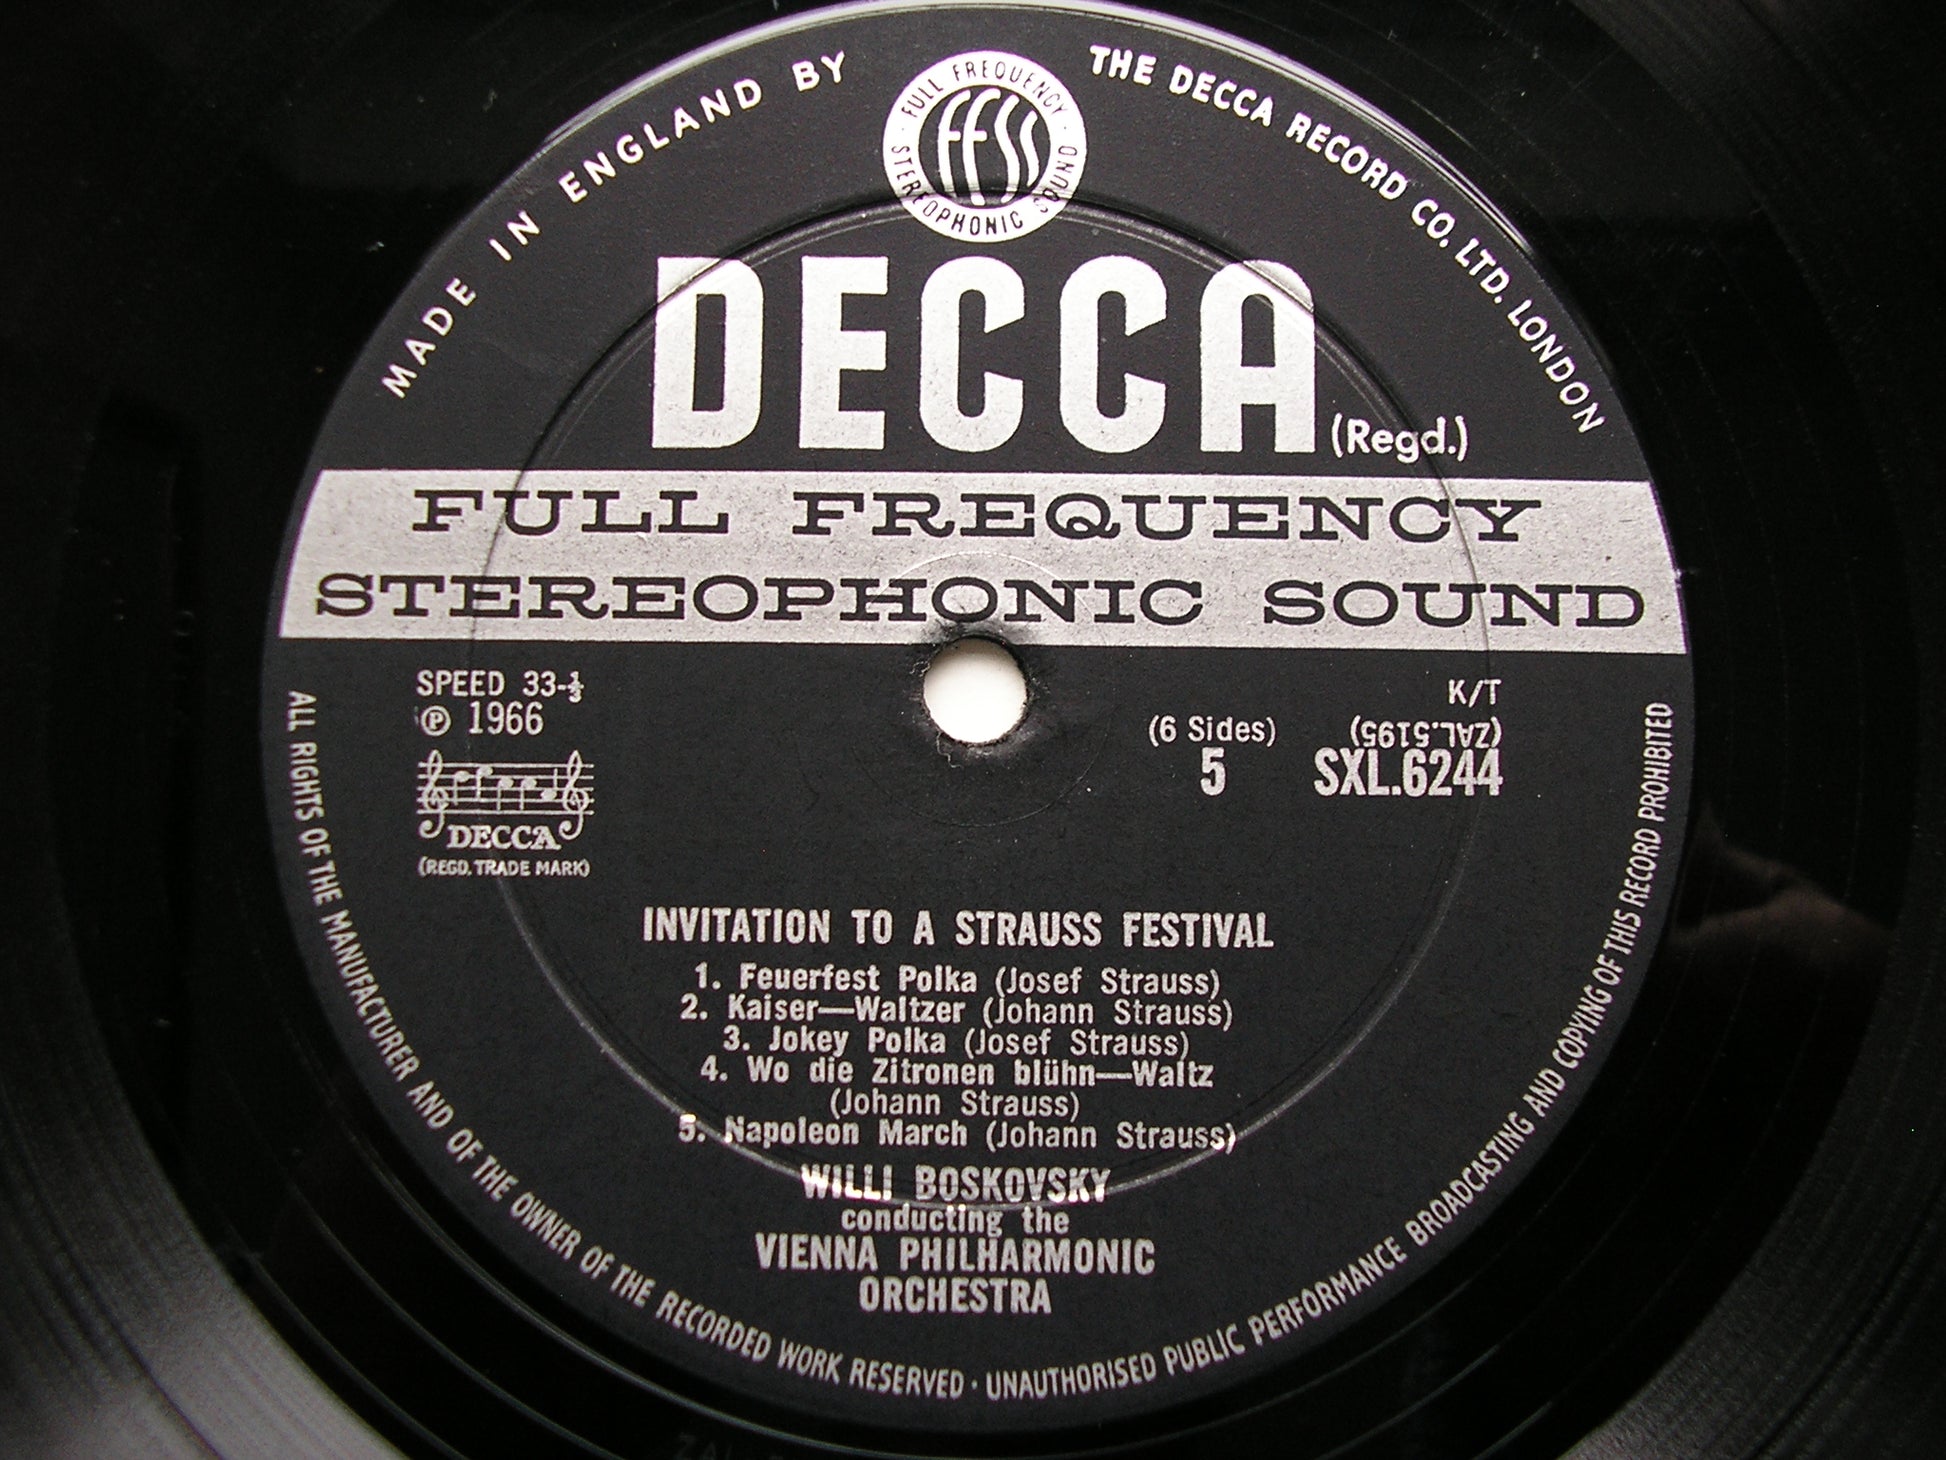 MADE IN ENGLAND BY
THE DECCA RECORD CO. LTD. LONDON
FULL FREQUENCY
ffss
STEREOPHONIC SOUND
DECCA (Regd.)
FULL FREQUENCY
STEREOPHONIC SOUND
SPEED 33-⅓
℗ 1966
K/T
(ZAL.5195)
(6 Sides)
5
SXL.6244
DECCA
(REGD. TRADE MARK)
INVITATION TO A STRAUSS FESTIVAL
1. Feuerfest Polka (Josef Strauss)
2. Kaiser—Waltzer (Johann Strauss)
3. Jokey Polka (Josef Strauss)
4. Wo die Zitronen blühn—Waltz
(Johann Strauss)
5. Napoleon March (Johann Strauss)
WILLI BOSKOVSKY
conducting the
VIENNA PHILHARMONIC
ORCHESTRA
ALL RIGHTS OF THE MANUFACTURER AND OF THE OWNER OF THE RECORDED WORK RESERVED · UNAUTHORISED PUBLIC PERFORMANCE BROADCASTING AND COPYING OF THIS RECORD PROHIBITED